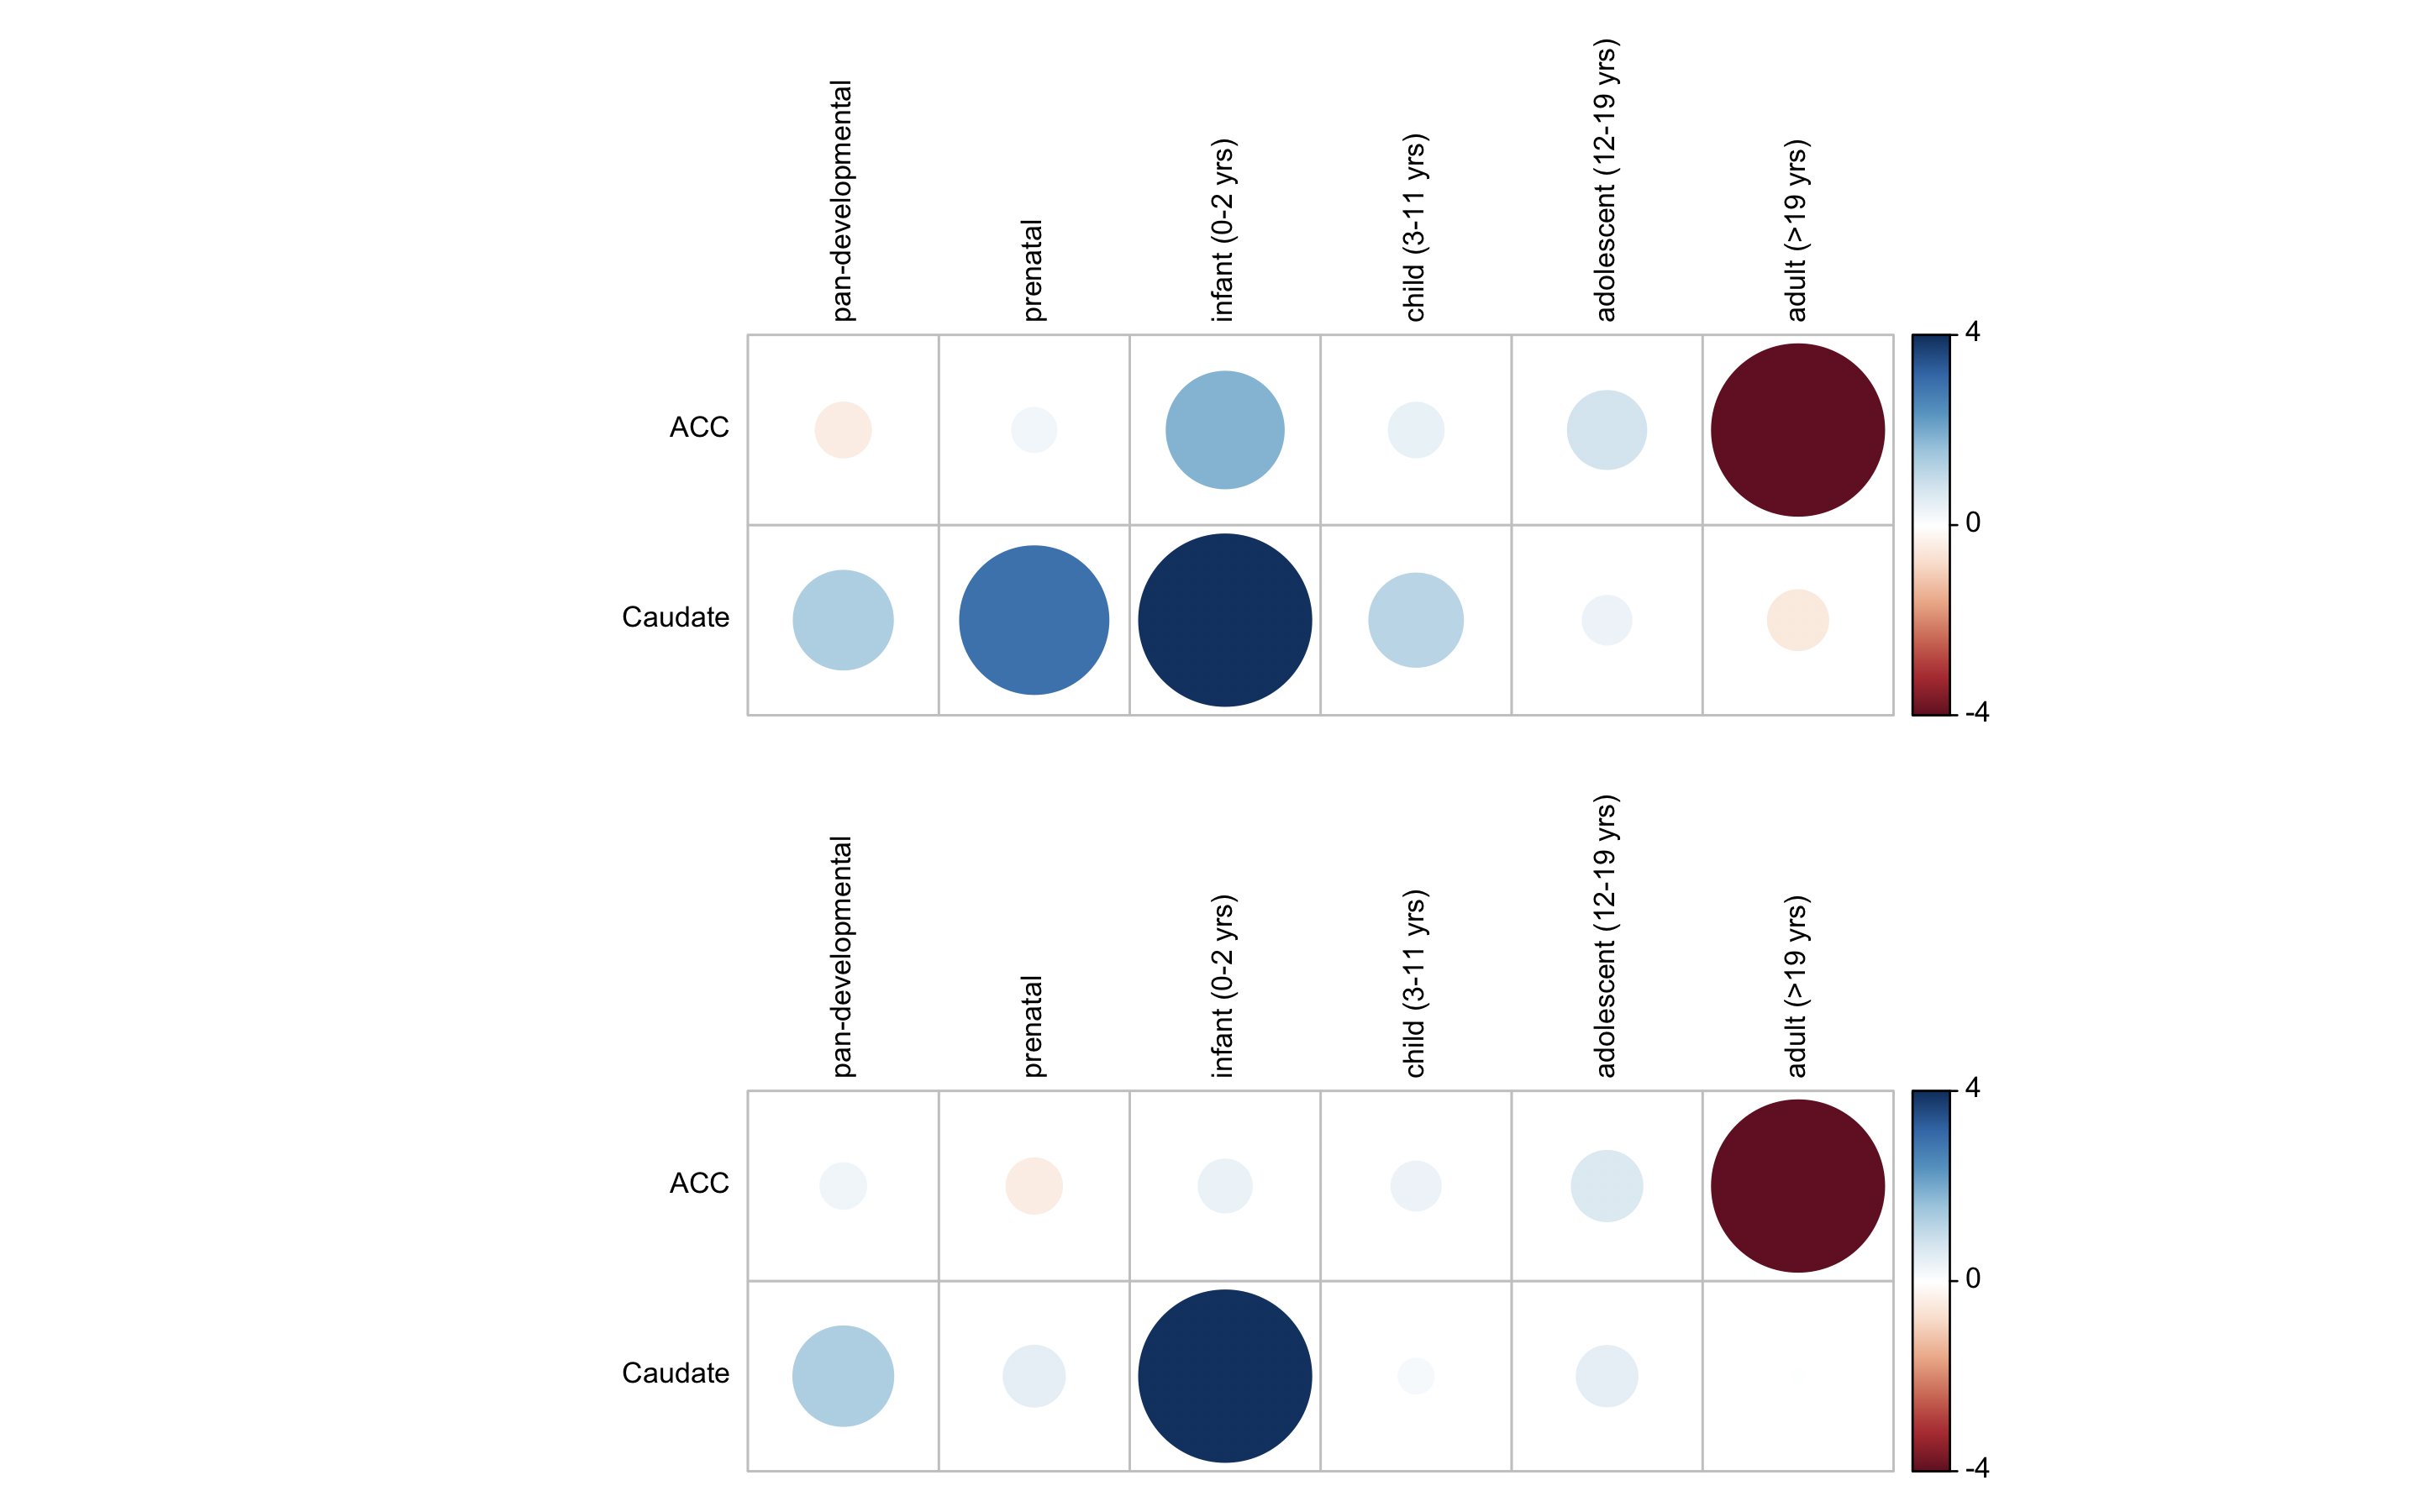 pan-developmental
prenatal
infant (0-2 yrs)
child (3-11 yrs)
adolescent (12-19 yrs)
adult (>19 yrs)
4
ACC
0
Caudate
-4
pan-developmental
prenatal
infant (0-2 yrs)
child (3-11 yrs)
adolescent (12-19 yrs)
adult (>19 yrs)
4
ACC
0
Caudate
-4